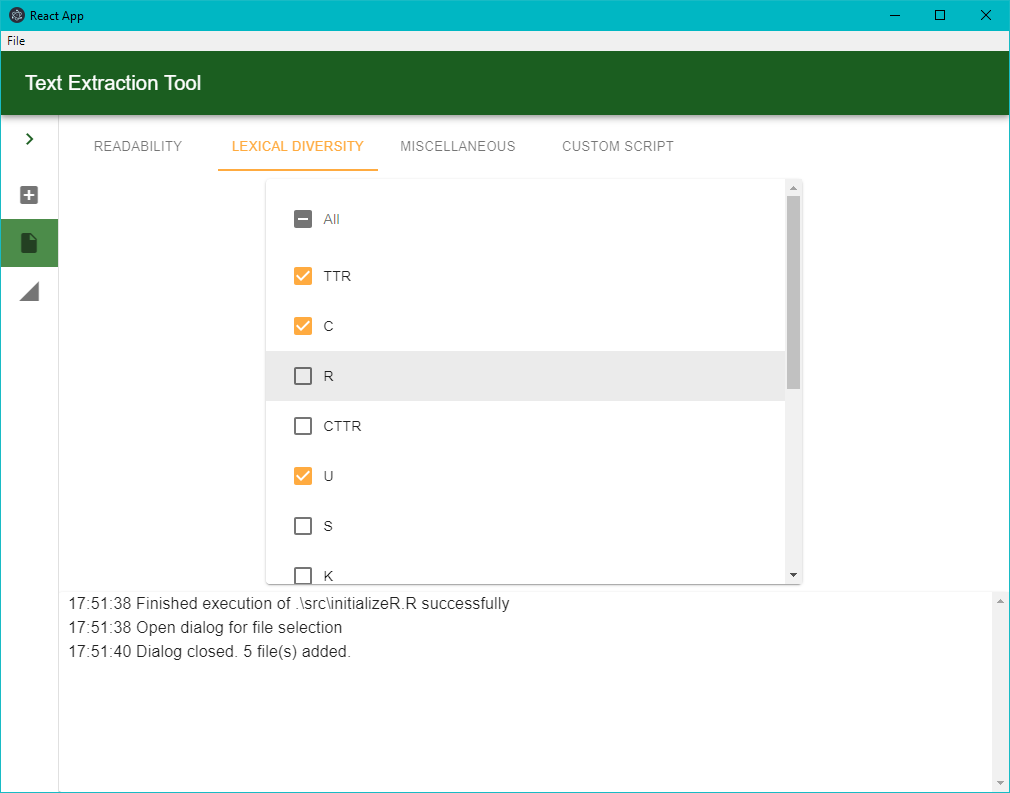 React App
File
Text Extraction Tool
READABILITY LEXICAL DIVERSITY MISCELLANEOUS CUSTOM SCRIPT
All
TTR
C
R
CTTR
U
S
K
17:51:38 Finished execution of .\src\initializeR.R successfully
17:51:38 Open dialog for file selection
17:51:40 Dialog closed. 5 file(s) added.